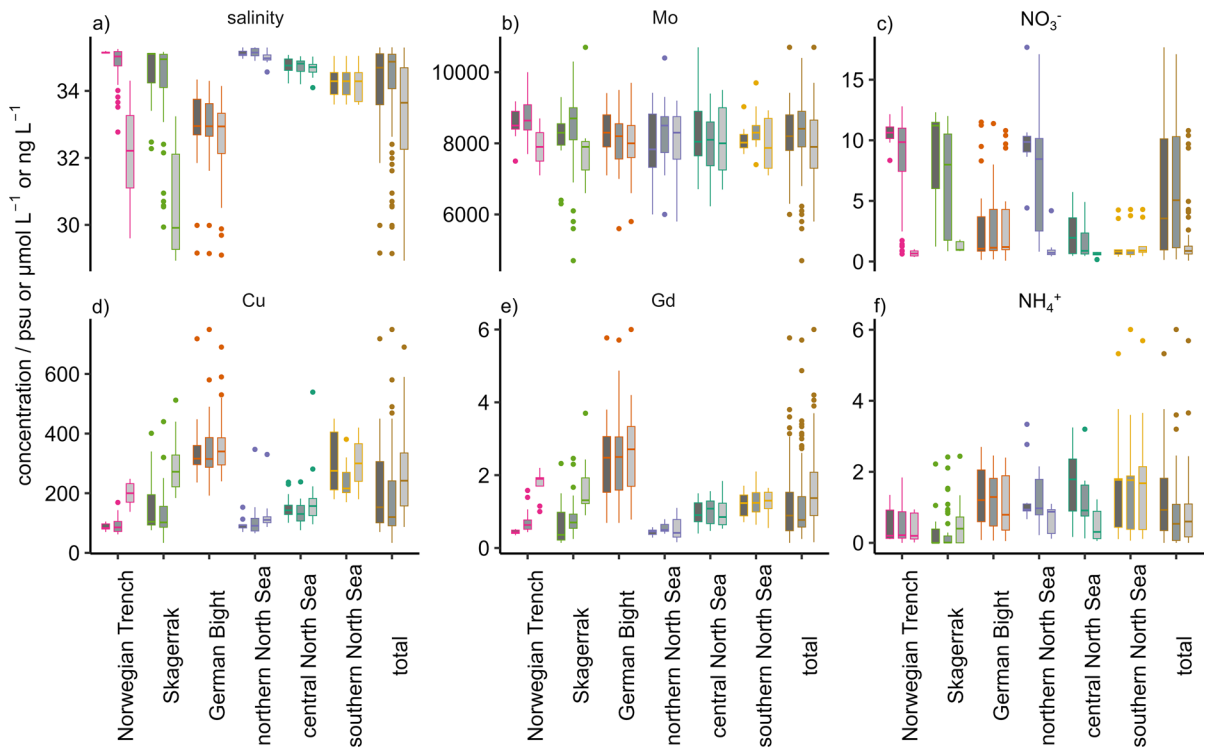 a) salinity
b) Mo
c) NO₃⁻
34
32
30
10000
8000
6000
15
10
5
0
concentration / psu or µmol L⁻¹ or ng L⁻¹
d) Cu
e) Gd
f) NH₄⁺
600
400
200
0
6
4
2
0
6
4
2
0
Norwegian Trench
Skagerrak
German Bight
northern North Sea
central North Sea
southern North Sea
total
Norwegian Trench
Skagerrak
German Bight
northern North Sea
central North Sea
southern North Sea
total
Norwegian Trench
Skagerrak
German Bight
northern North Sea
central North Sea
southern North Sea
total